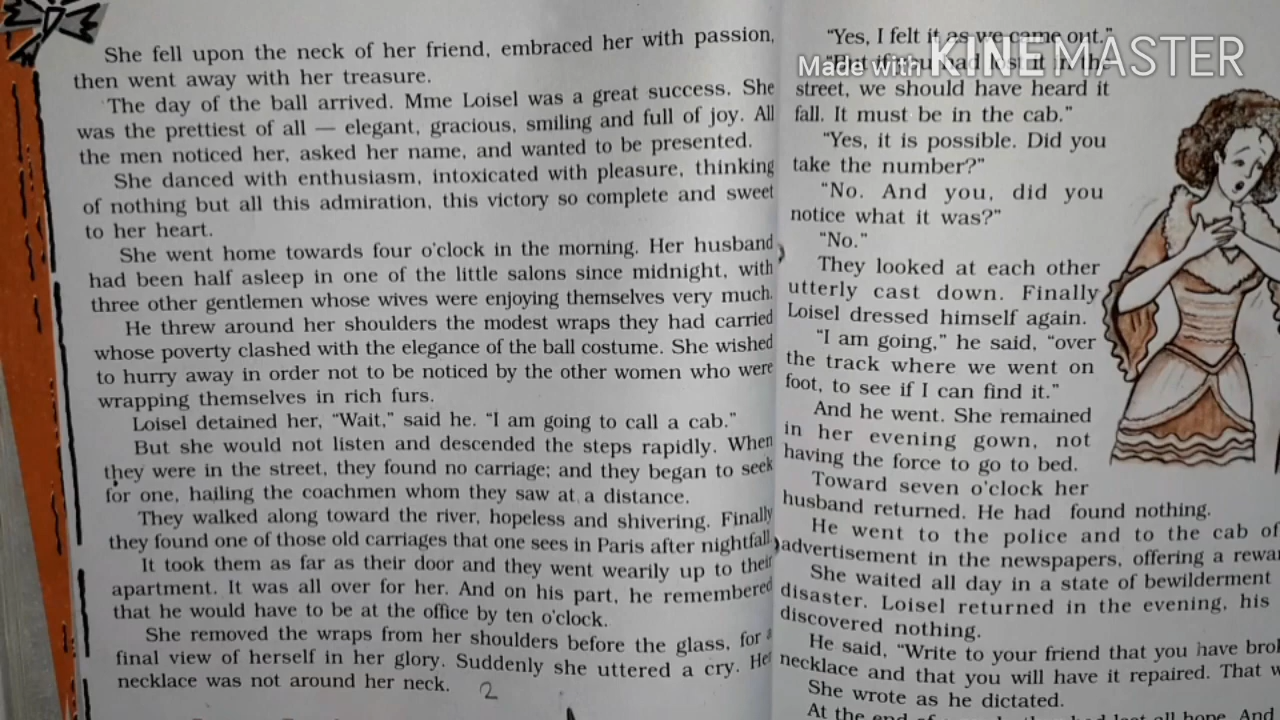 She fell upon the neck of her friend, embraced her with passion,
then went away with her treasure.
The day of the ball arrived. Mme Loisel was a great success. She
was the prettiest of all — elegant, gracious, smiling and full of joy. All
the men noticed her, asked her name, and wanted to be presented.
She danced with enthusiasm, intoxicated with pleasure, thinking
of nothing but all this admiration, this victory so complete and sweet
to her heart.
She went home towards four o'clock in the morning. Her husband
had been half asleep in one of the little salons since midnight, with
three other gentlemen whose wives were enjoying themselves very much.
He threw around her shoulders the modest wraps they had carried
whose poverty clashed with the elegance of the ball costume. She wished
to hurry away in order not to be noticed by the other women who were
wrapping themselves in rich furs.
Loisel detained her, “Wait,” said he. “I am going to call a cab.”
But she would not listen and descended the steps rapidly. When
they were in the street, they found no carriage; and they began to seek
for one, hailing the coachmen whom they saw at a distance.
They walked along toward the river, hopeless and shivering. Finally
they found one of those old carriages that one sees in Paris after nightfall.
It took them as far as their door and they went wearily up to their
apartment. It was all over for her. And on his part, he remembered
that he would have to be at the office by ten o'clock.
She removed the wraps from her shoulders before the glass, for a
final view of herself in her glory. Suddenly she uttered a cry. Her
necklace was not around her neck.
2
“Yes, I felt it as we came out.”
“But if you had lost it in the
Made with KINEMASTER
street, we should have heard it
fall. It must be in the cab.”
“Yes, it is possible. Did you
take the number?”
“No. And you, did you
notice what it was?”
“No.”
They looked at each other
utterly cast down. Finally
Loisel dressed himself again.
“I am going,” he said, “over
the track where we went on
foot, to see if I can find it.”
And he went. She remained
in her evening gown, not
having the force to go to bed.
Toward seven o'clock her
husband returned. He had found nothing.
He went to the police and to the cab of
advertisement in the newspapers, offering a
She waited all day in a state of bewilderment
disaster. Loisel returned in the evening, his
discovered nothing.
He said, “Write to your friend that you have
necklace and that you will have it repaired. That
She wrote as he dictated.
At the end of all hope. And